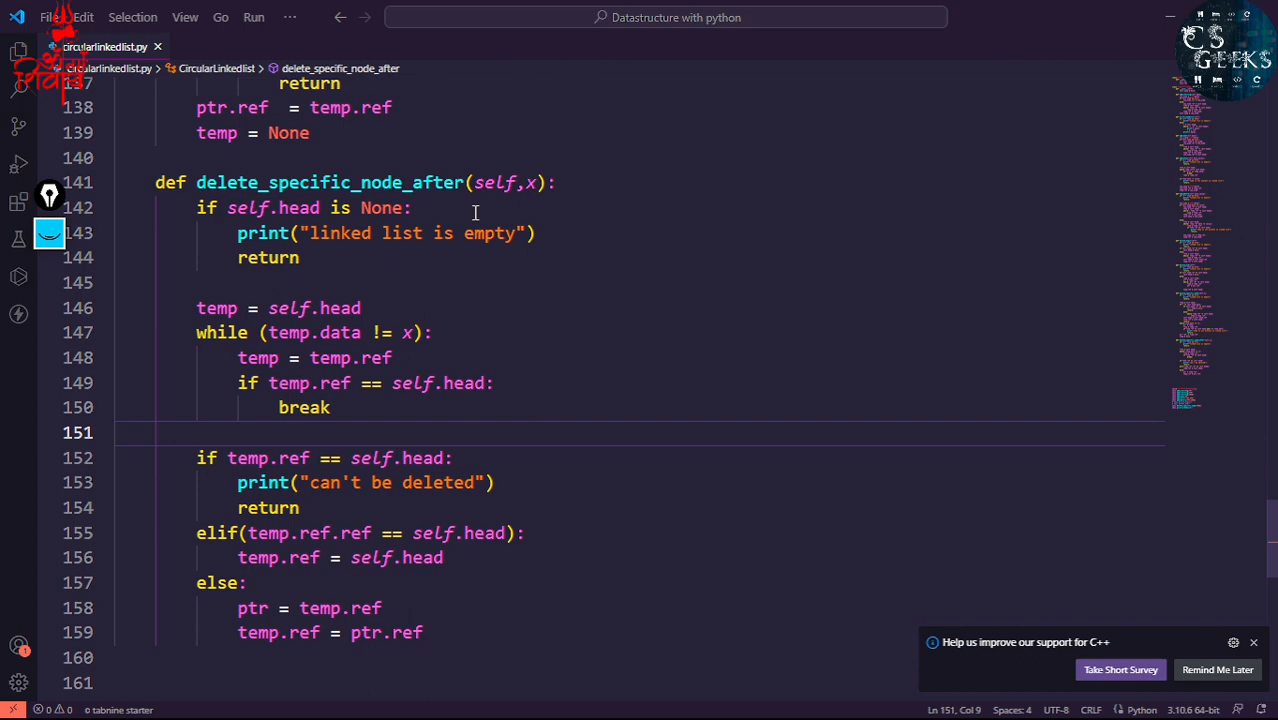 File Edit Selection View Go Run ··· Datastructure with python
circularlinkedlist.py
circularlinkedlist.py > CircularLinkedlist > delete_specific_node_after
CS GEEKS
137 return
138 ptr.ref = temp.ref
139 temp = None
140
141 def delete_specific_node_after(self,x):
142 if self.head is None:
143 print("linked list is empty")
144 return
145
146 temp = self.head
147 while (temp.data != x):
148 temp = temp.ref
149 if temp.ref == self.head:
150 break
151
152 if temp.ref == self.head:
153 print("can't be deleted")
154 return
155 elif(temp.ref.ref == self.head):
156 temp.ref = self.head
157 else:
158 ptr = temp.ref
159 temp.ref = ptr.ref
160
161
Help us improve our support for C++
Take Short Survey Remind Me Later
1
0 0 tabnine starter Ln 151, Col 9 Spaces: 4 UTF-8 CRLF Python 3.10.6 64-bit